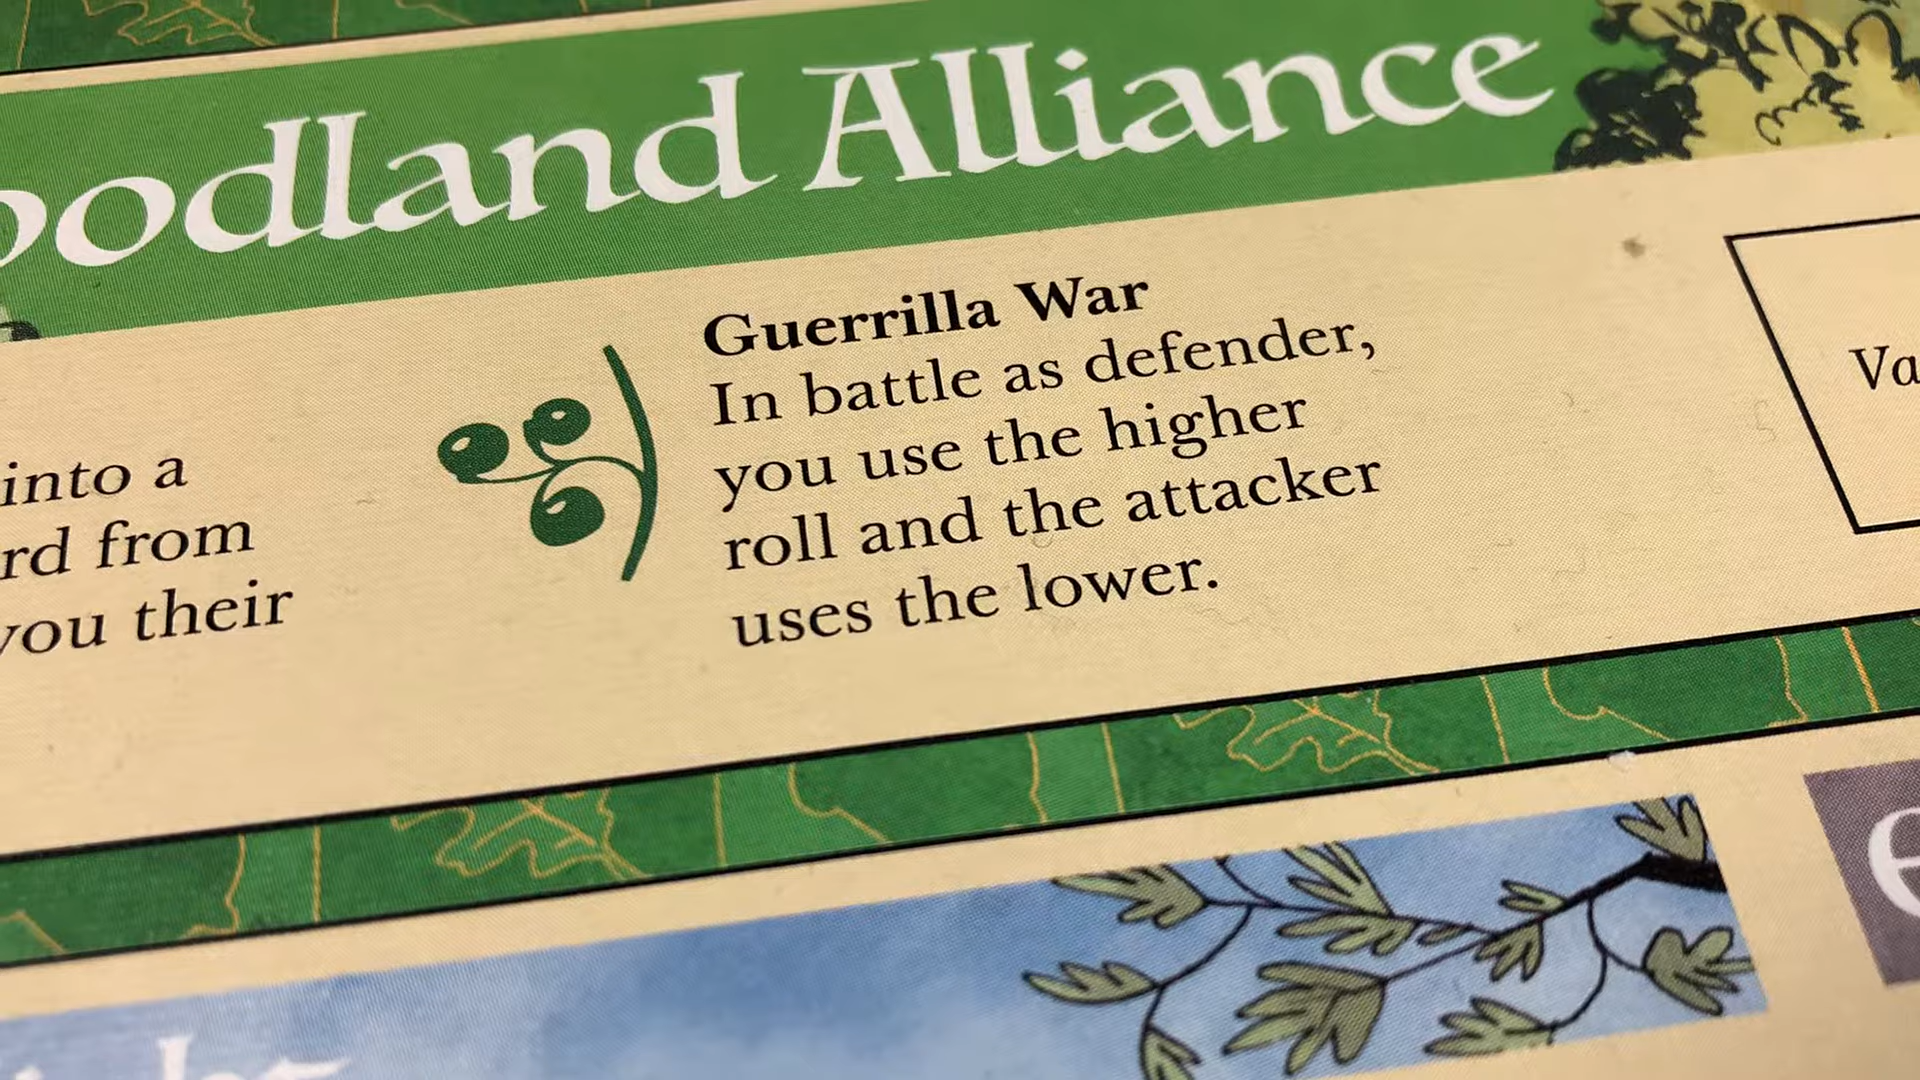 oodland Alliance
into a
rd from
you their
Guerrilla War
In battle as defender,
you use the higher
roll and the attacker
uses the lower.
Va